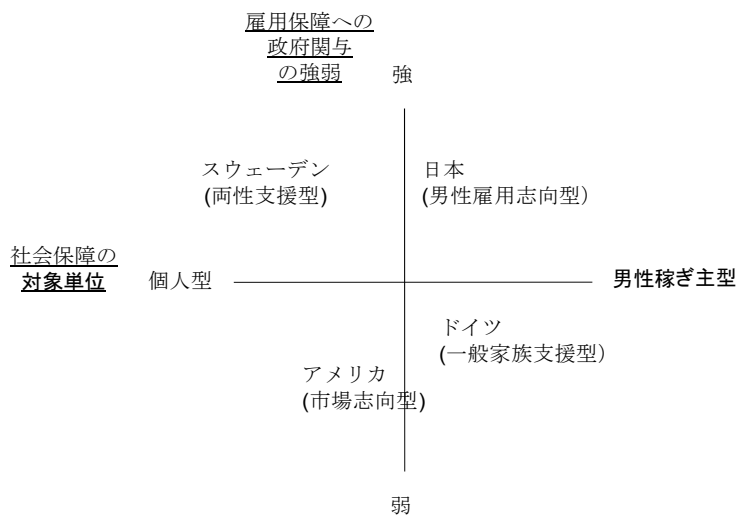 雇用保障への
政府関与
の強弱
強
スウェーデン
(両性支援型)
日本
(男性雇用志向型）
社会保障の
対象単位
個人型
男性稼ぎ主型
ドイツ
(一般家族支援型）
アメリカ
(市場志向型)
弱